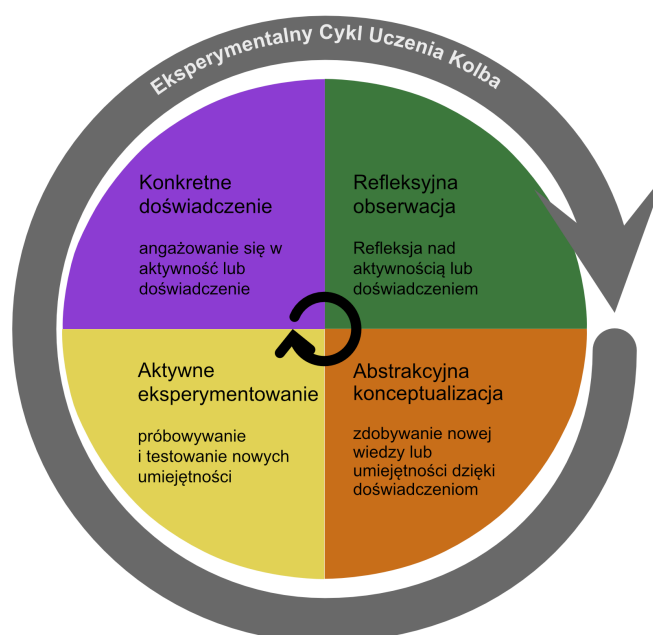 Eksperymentalny Cykl Uczenia Kolba
Konkretne
doświadczenie
angażowanie się w
aktywność lub
doświadczenie
Refleksyjna
obserwacja
Refleksja nad
aktywnością lub
doświadczeniem
Aktywne
eksperymentowanie
próbowywanie
i testowanie nowych
umiejętności
Abstrakcyjna
konceptualizacja
zdobywanie nowej
wiedzy lub
umiejętności dzięki
doświadczeniom